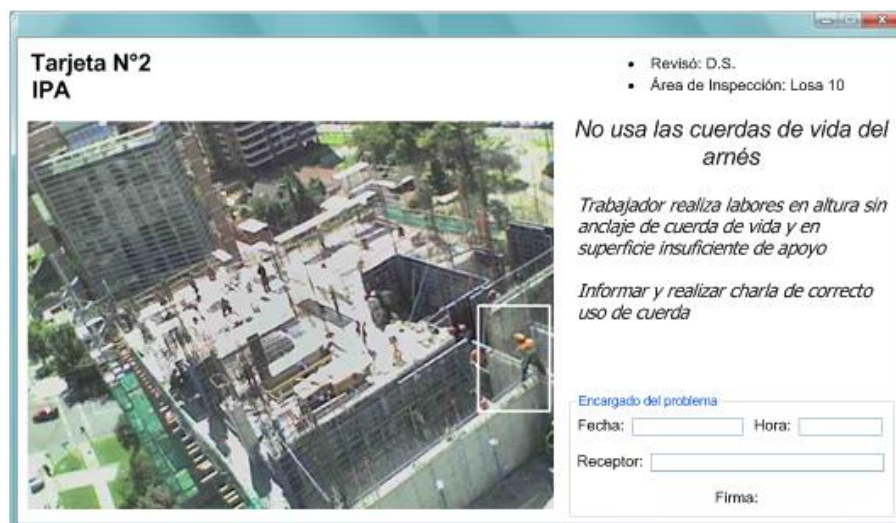 Tarjeta N°2
IPA
• Revisó: D.S.
• Área de Inspección: Losa 10
No usa las cuerdas de vida del
arnés
Trabajador realiza labores en altura sin
anclaje de cuerda de vida y en
superficie insuficiente de apoyo
Informar y realizar charla de correcto
uso de cuerda
Encargado del problema
Fecha:
Hora:
Receptor:
Firma: